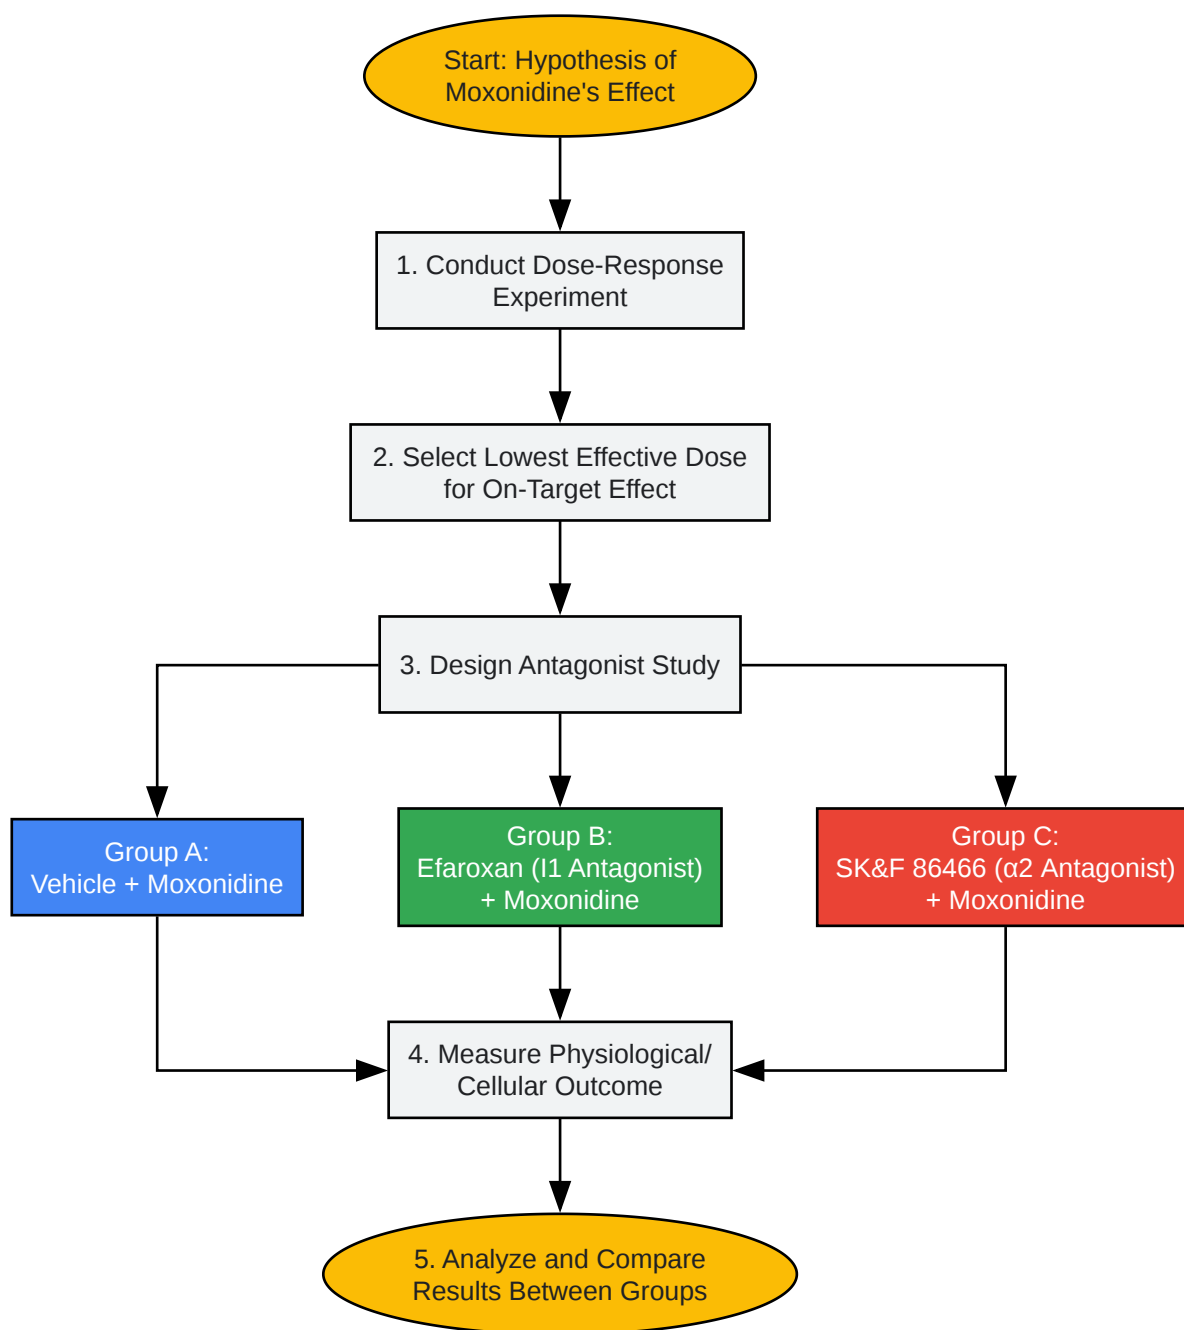 Start: Hypothesis of
Moxonidine's Effect
1. Conduct Dose-Response
Experiment
2. Select Lowest Effective Dose
for On-Target Effect
3. Design Antagonist Study
Group A:
Vehicle + Moxonidine
Group B:
Efaroxan (I1 Antagonist)
+ Moxonidine
Group C:
SK&F 86466 (α2 Antagonist)
+ Moxonidine
4. Measure Physiological/
Cellular Outcome
5. Analyze and Compare
Results Between Groups